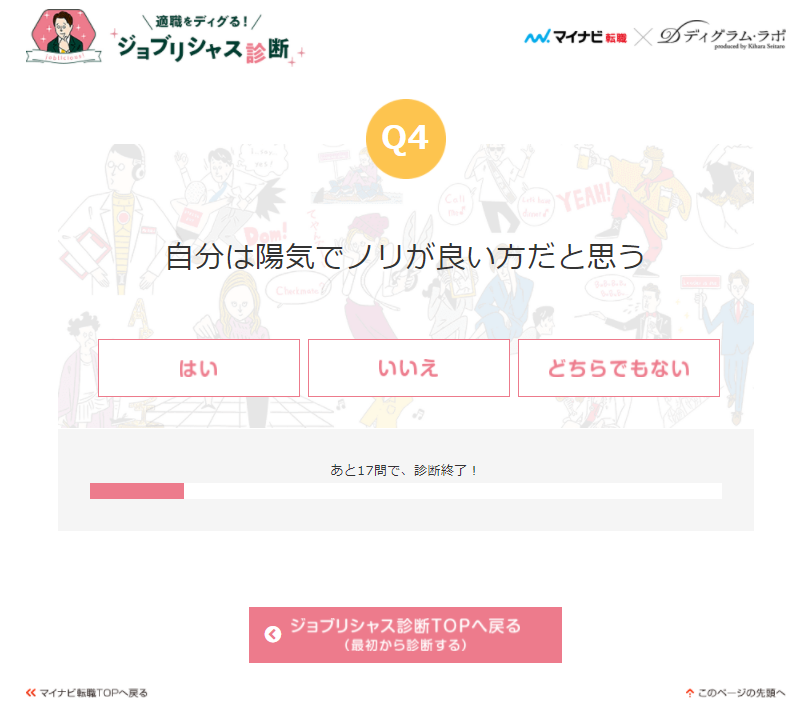 適職をディグる!
ジョブリシャス診断
Joblicious!
マイナビ転職
ディグラム・ラボ
produced by Kihara Seitaro
Q4
YEAH!
自分は陽気でノリが良い方だと思う
はい
いいえ
どちらでもない
あと17問で、診断終了！
ジョブリシャス診断TOPへ戻る
（最初から診断する）
マイナビ転職TOPへ戻る
このページの先頭へ